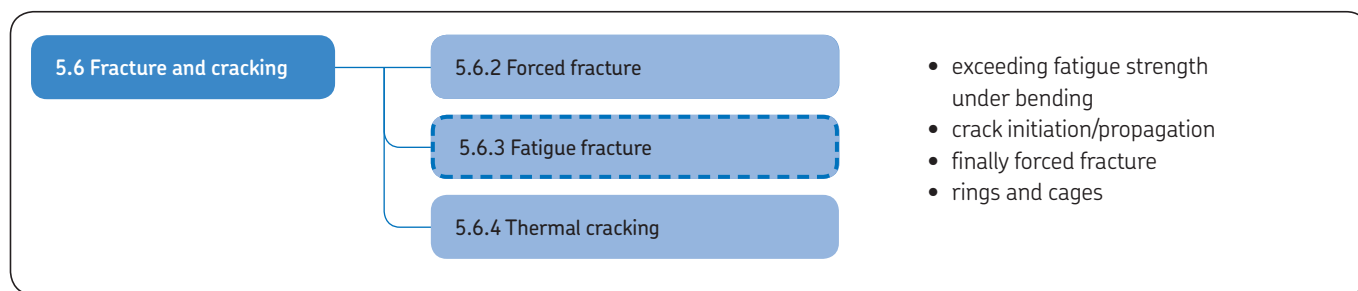 5.6 Fracture and cracking
5.6.2 Forced fracture
5.6.3 Fatigue fracture
5.6.4 Thermal cracking
• exceeding fatigue strength
under bending
• crack initiation/propagation
• finally forced fracture
• rings and cages